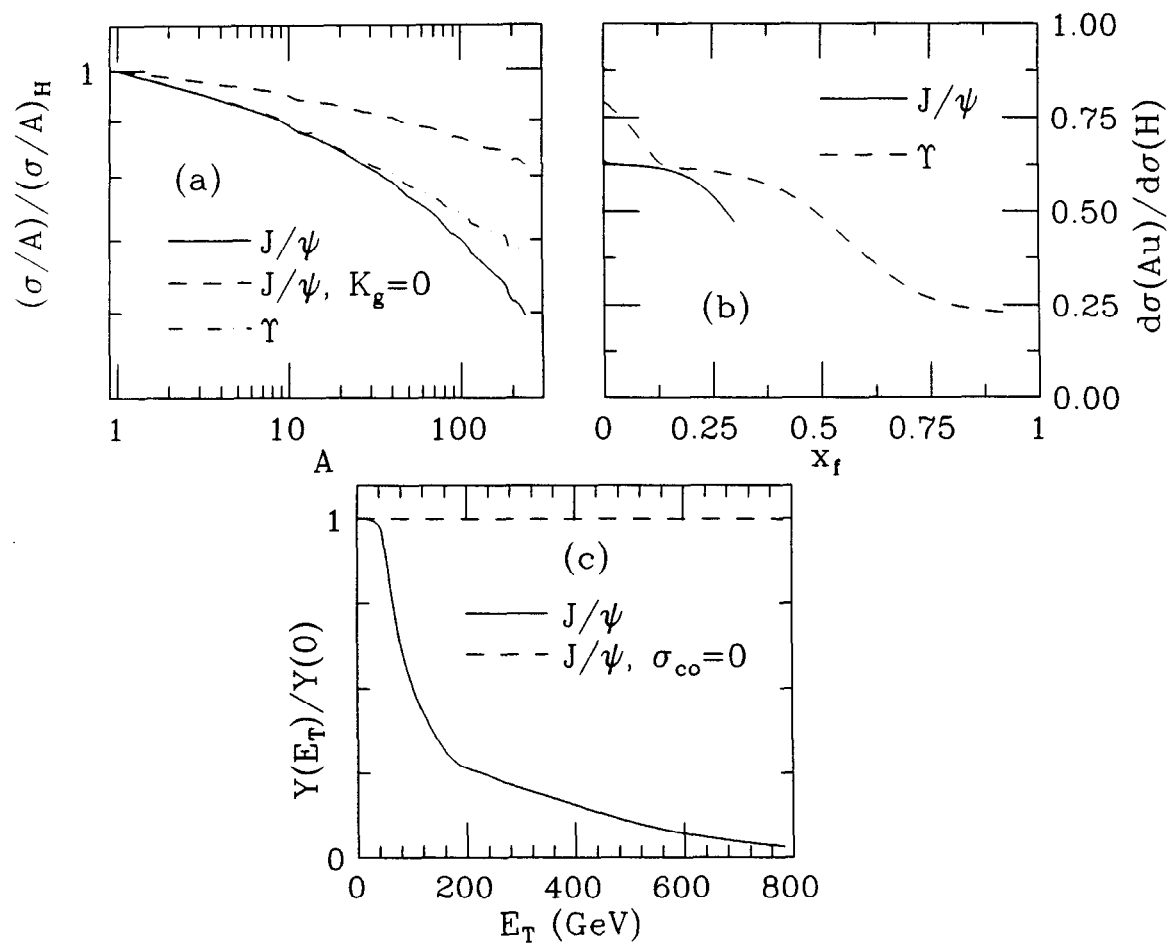 (σ/A)/(σ/A)_H
1
(a)
J/ψ
J/ψ, K_g=0
Υ
1 10 100
A
1.00
0.75
0.50
0.25
0.00
dσ(Au)/dσ(H)
J/ψ
Υ
(b)
0 0.25 0.5 0.75 1
x_f
Y(E_T)/Y(0)
1
0
(c)
J/ψ
J/ψ, σ_co=0
0 200 400 600 800
E_T (GeV)